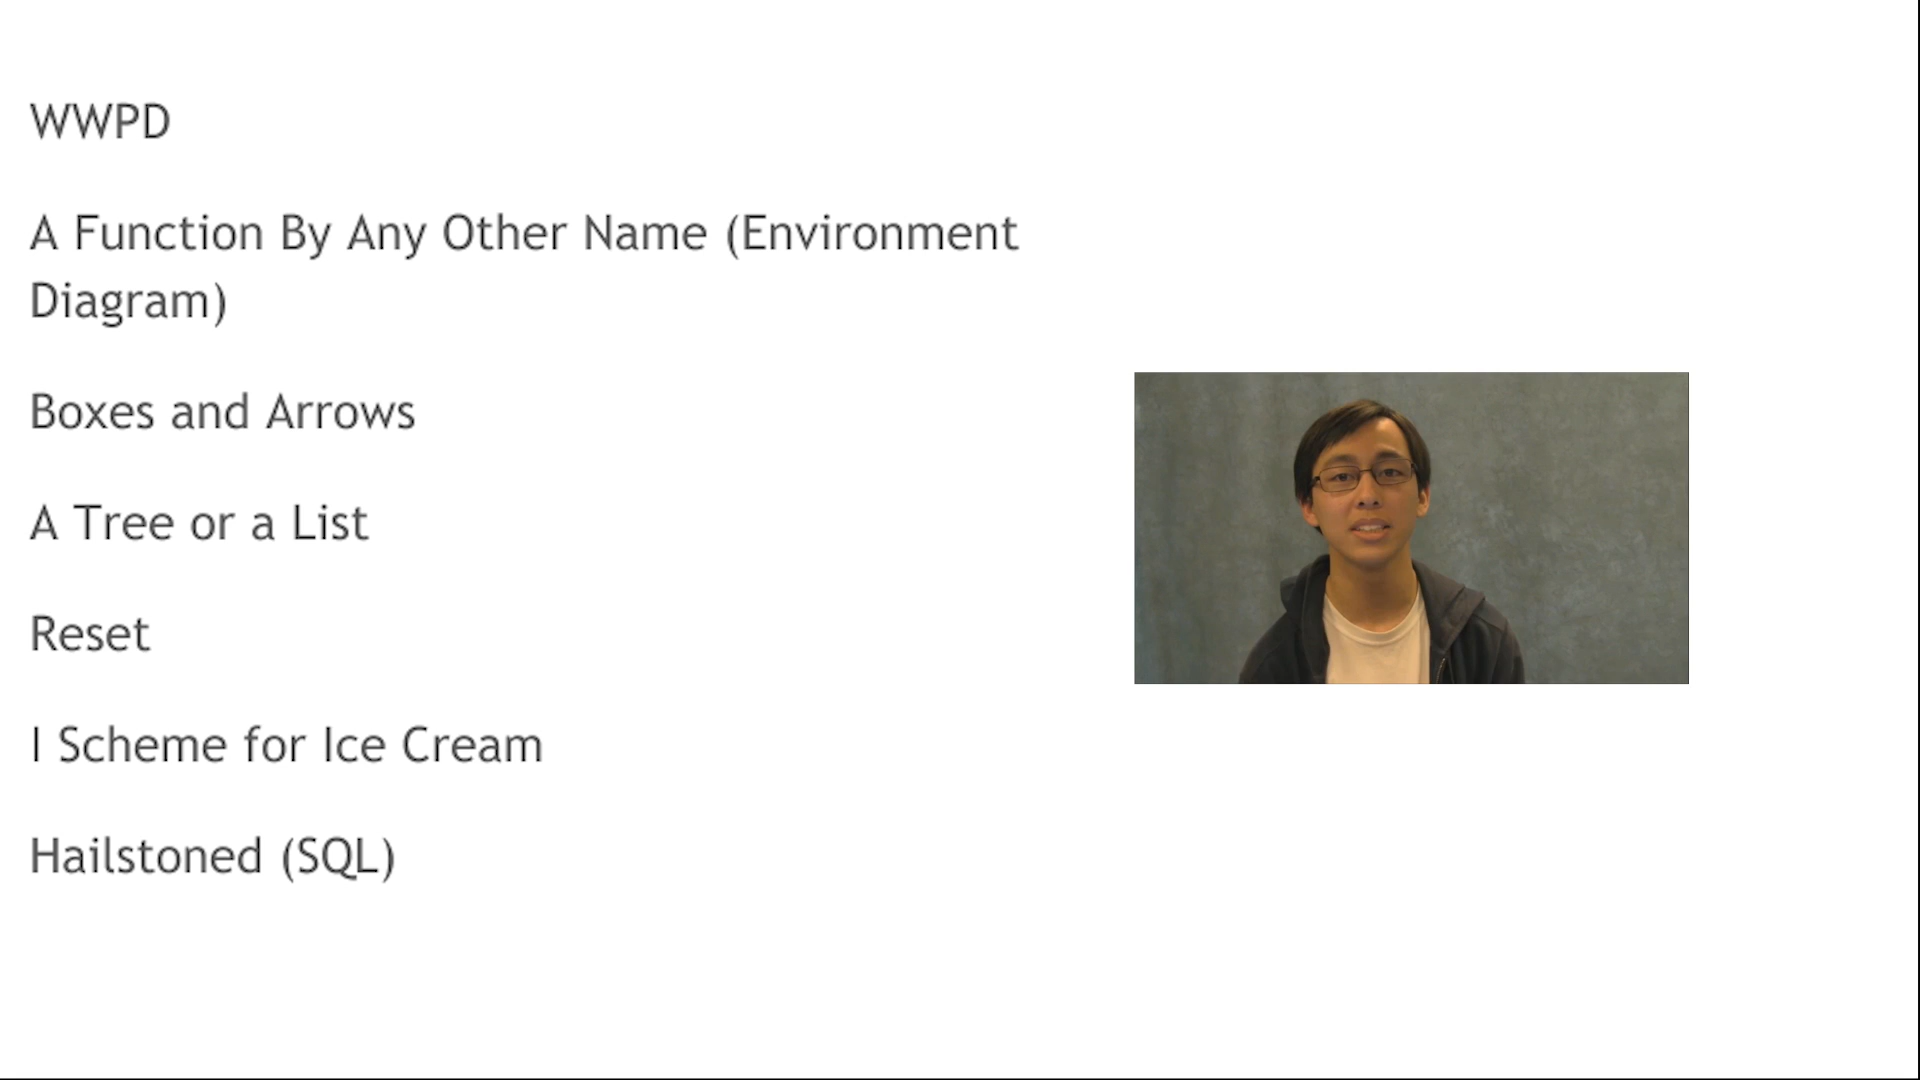 WWPD
A Function By Any Other Name (Environment
Diagram)
Boxes and Arrows
A Tree or a List
Reset
I Scheme for Ice Cream
Hailstoned (SQL)